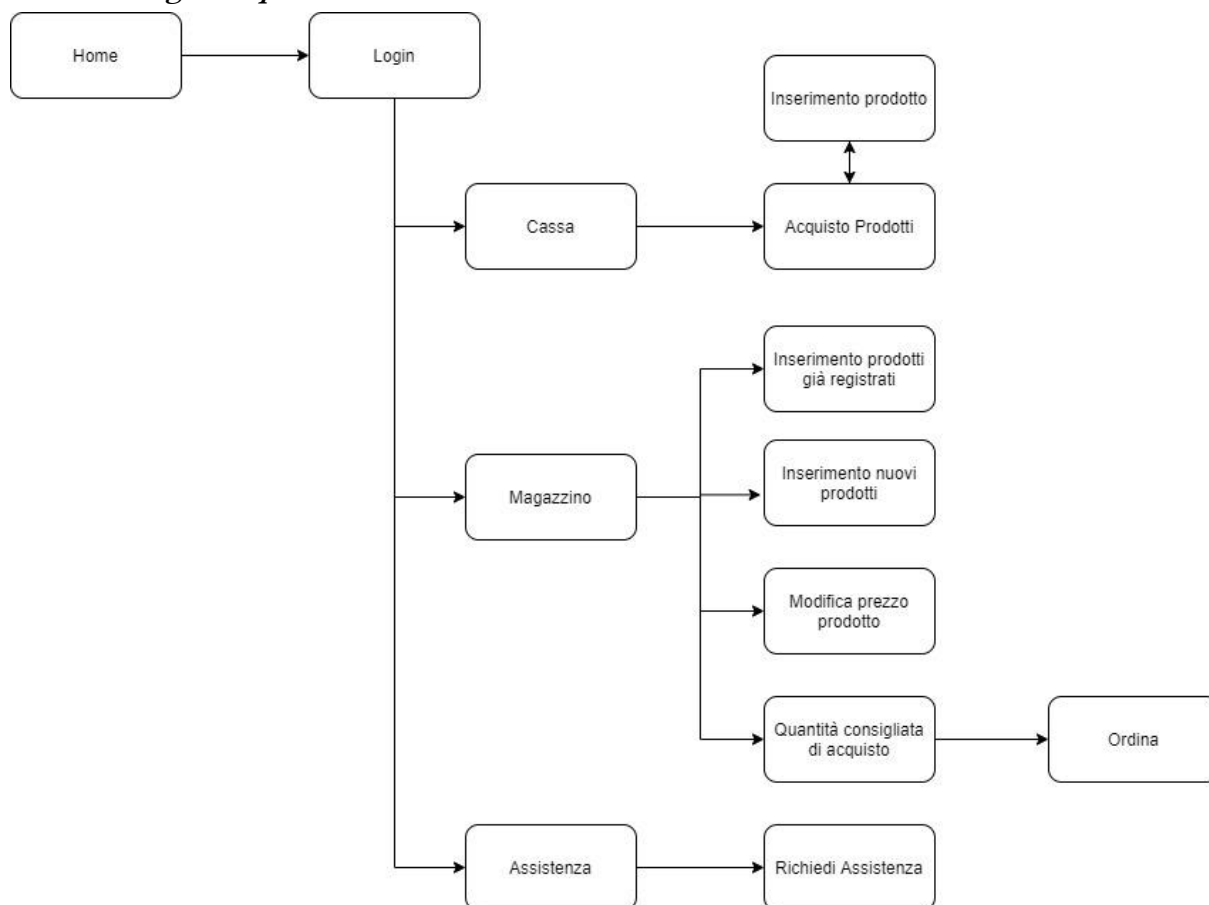 Home
Login
Inserimento prodotto
Cassa
Acquisto Prodotti
Inserimento prodotti
già registrati
Inserimento nuovi
prodotti
Magazzino
Modifica prezzo
prodotto
Quantità consigliata
di acquisto
Ordina
Assistenza
Richiedi Assistenza